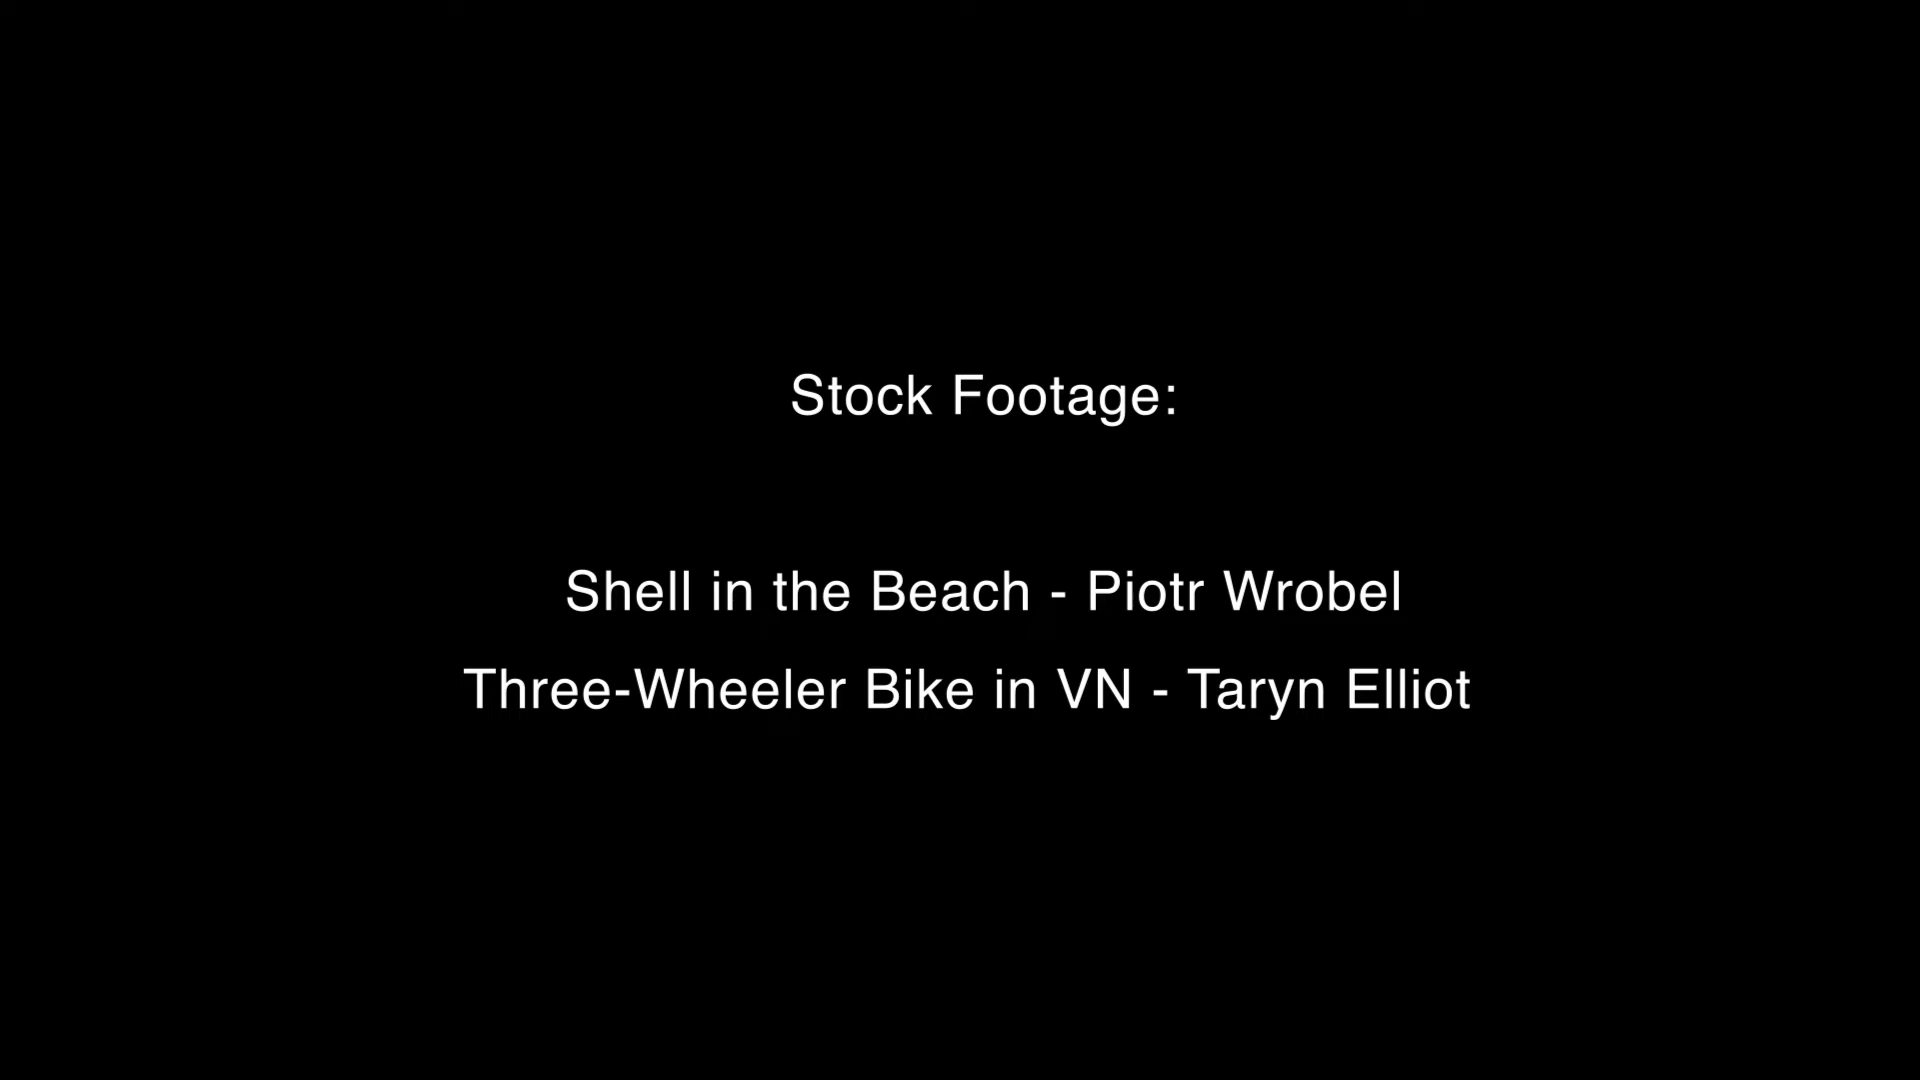 Stock Footage:
Shell in the Beach - Piotr Wrobel
Three-Wheeler Bike in VN - Taryn Elliot